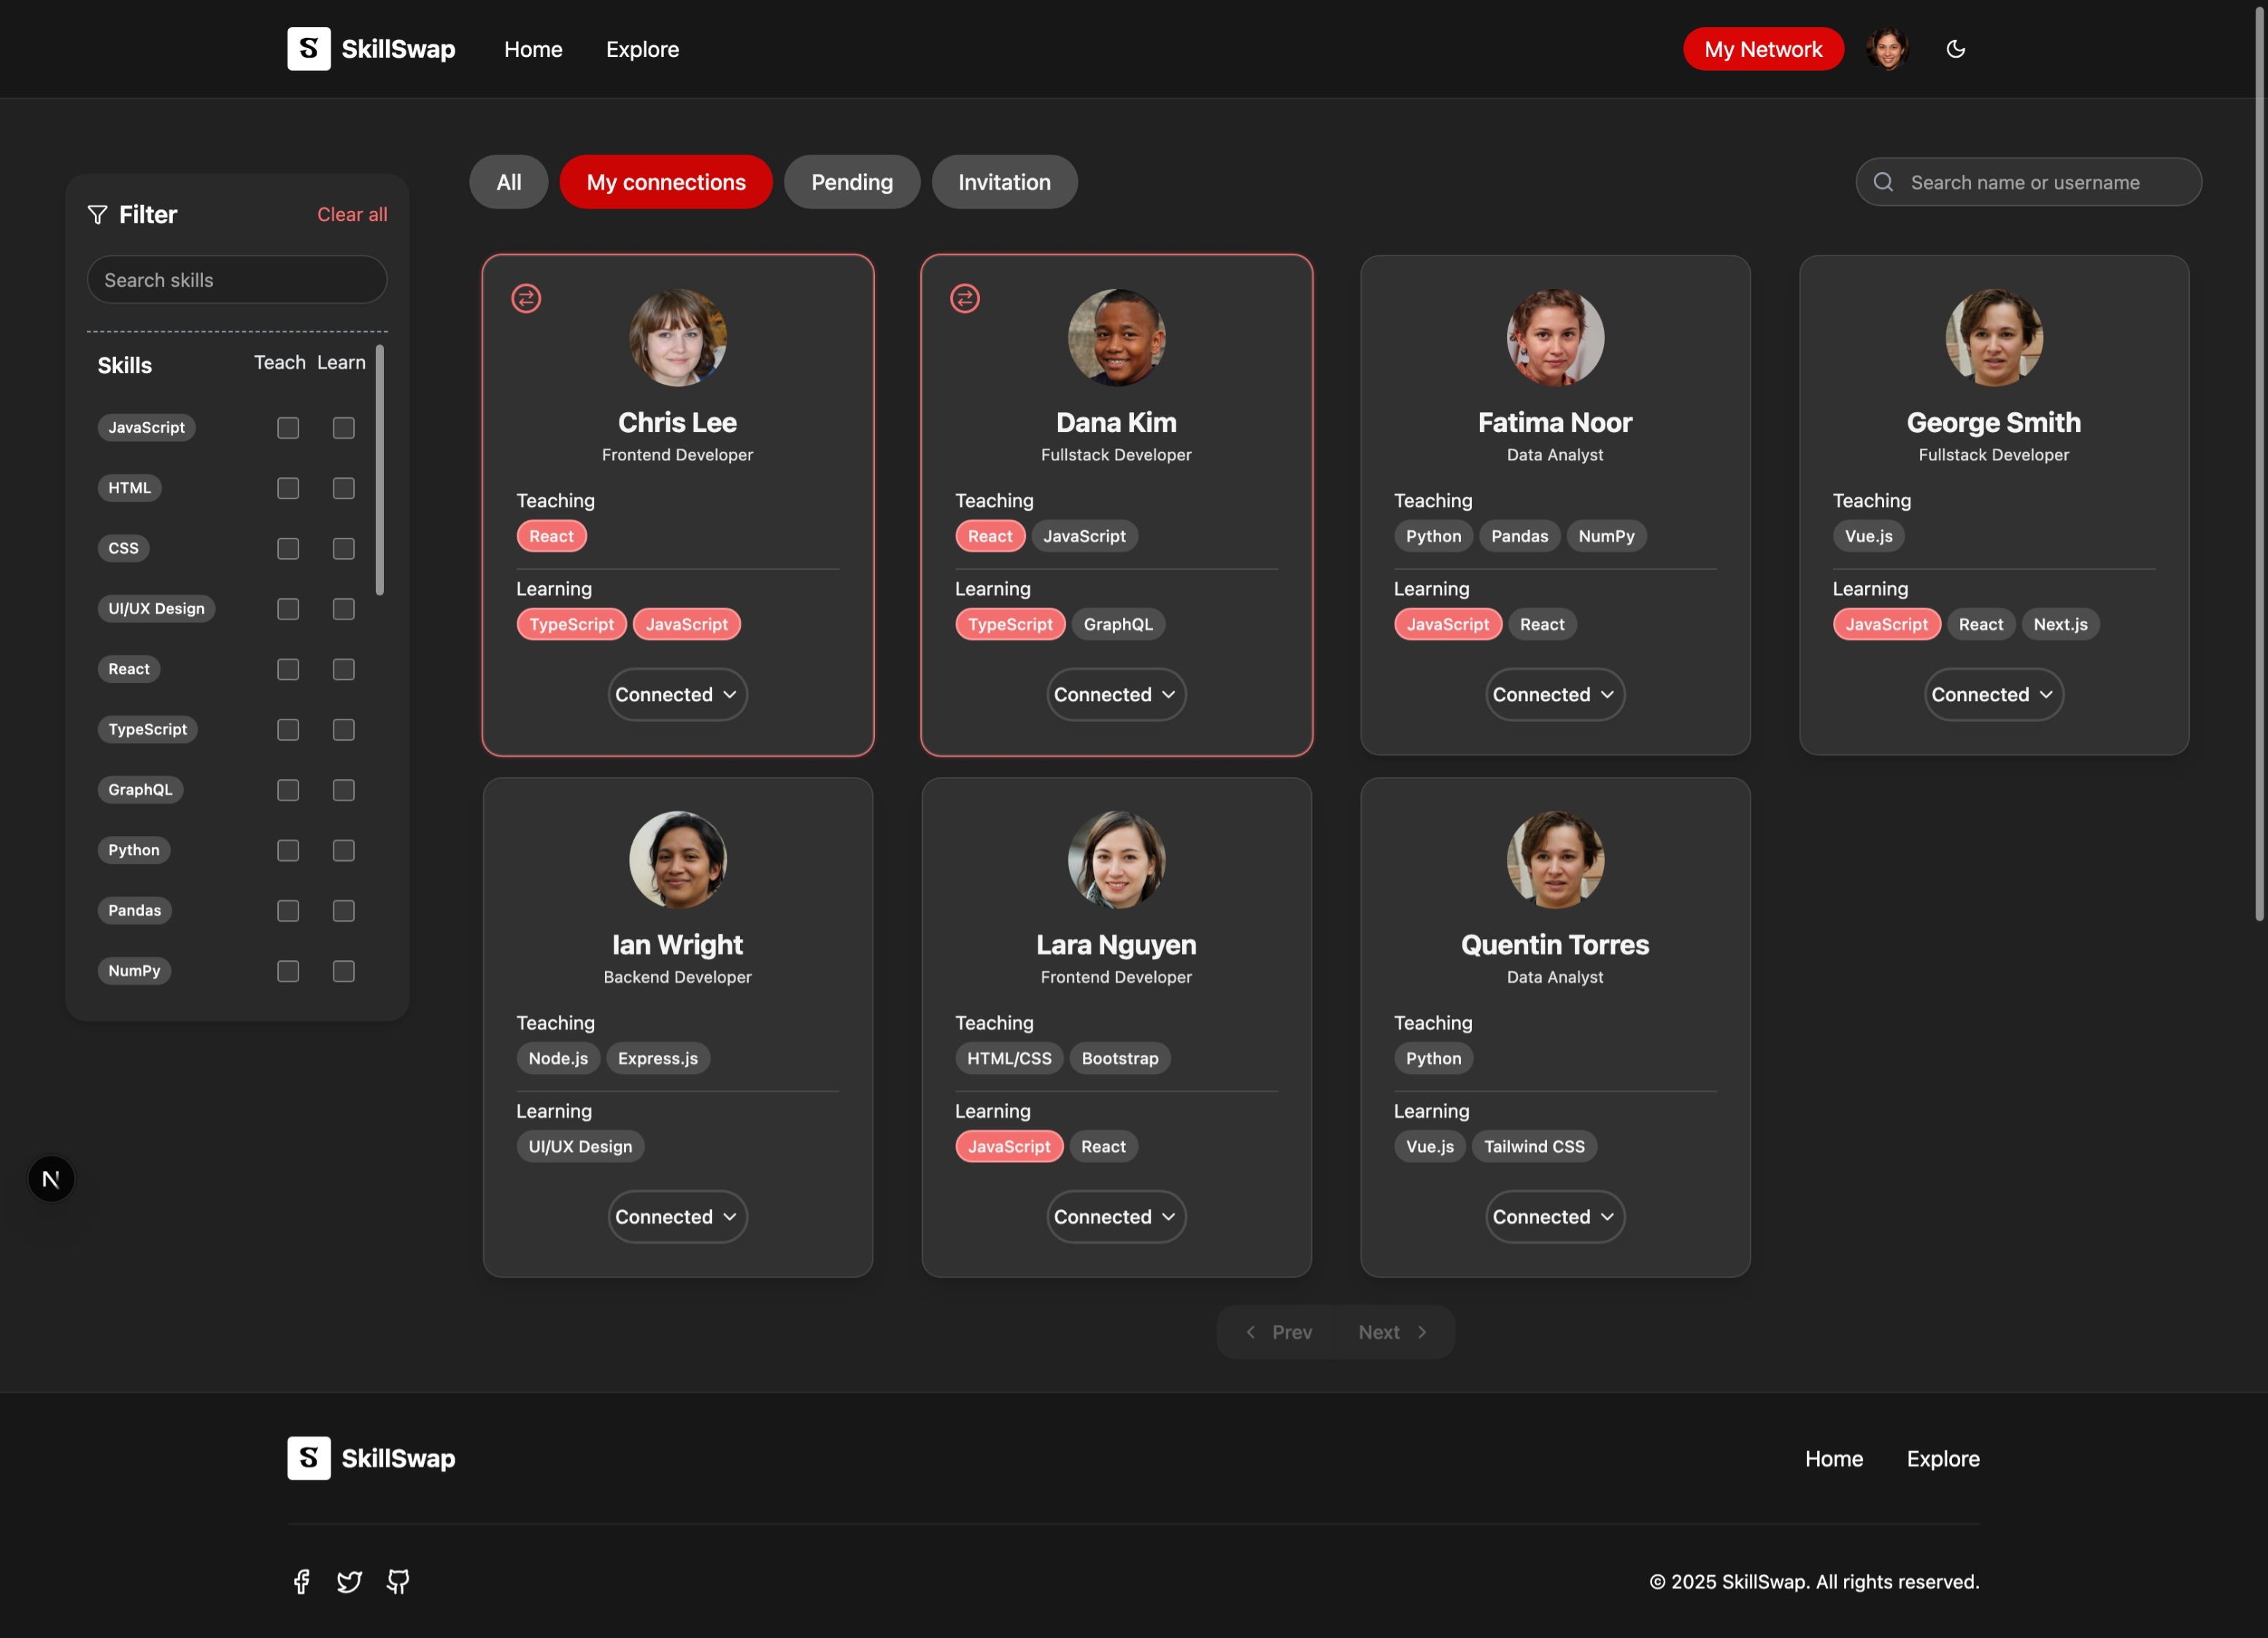 S SkillSwap Home Explore My Network
All My connections Pending Invitation Search name or username
Filter Clear all
Search skills
Skills Teach Learn
JavaScript
HTML
CSS
UI/UX Design
React
TypeScript
GraphQL
Python
Pandas
NumPy
Chris Lee
Frontend Developer
Teaching
React
Learning
TypeScript JavaScript
Connected
Dana Kim
Fullstack Developer
Teaching
React JavaScript
Learning
TypeScript GraphQL
Connected
Fatima Noor
Data Analyst
Teaching
Python Pandas NumPy
Learning
JavaScript React
Connected
George Smith
Fullstack Developer
Teaching
Vue.js
Learning
JavaScript React Next.js
Connected
Ian Wright
Backend Developer
Teaching
Node.js Express.js
Learning
UI/UX Design
Connected
Lara Nguyen
Frontend Developer
Teaching
HTML/CSS Bootstrap
Learning
JavaScript React
Connected
Quentin Torres
Data Analyst
Teaching
Python
Learning
Vue.js Tailwind CSS
Connected
N
Prev Next
S SkillSwap Home Explore
© 2025 SkillSwap. All rights reserved.